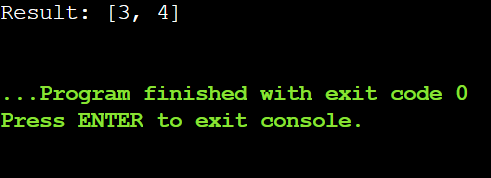 Result: [3, 4]
...Program finished with exit code 0
Press ENTER to exit console.